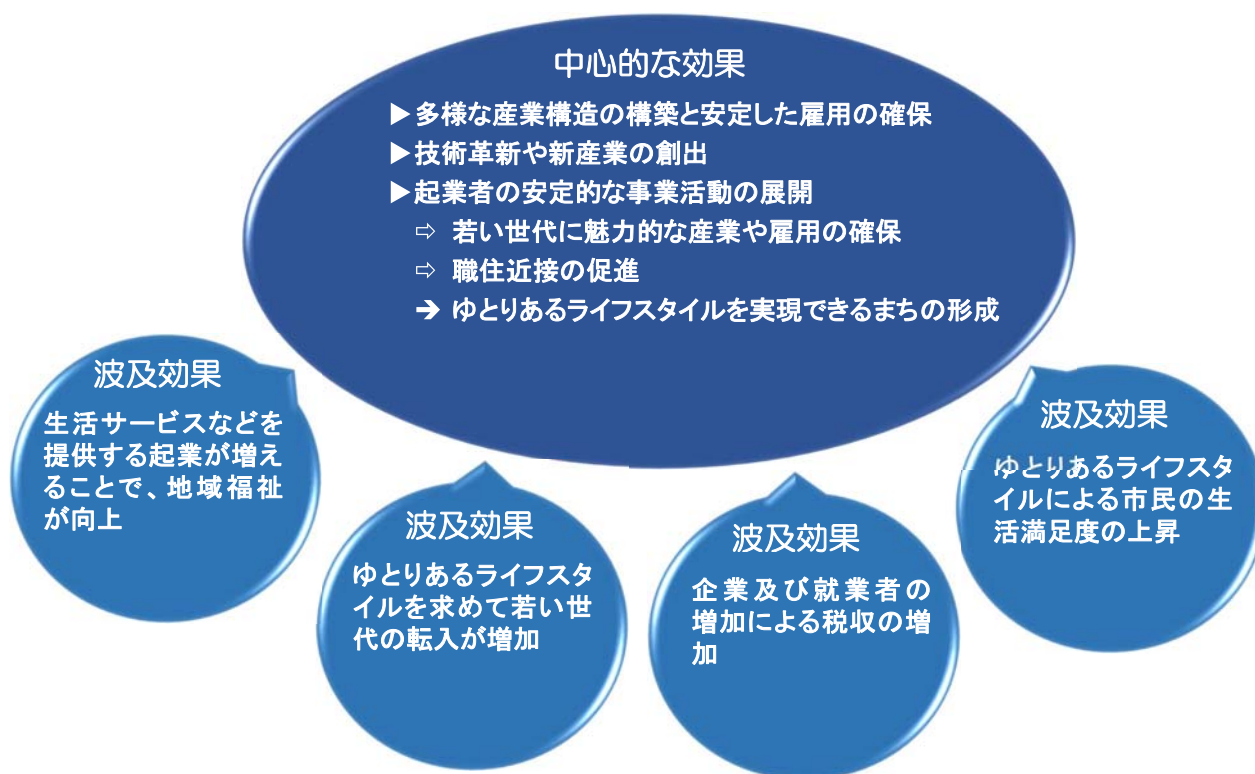 中心的な効果
▶多様な産業構造の構築と安定した雇用の確保
▶技術革新や新産業の創出
▶起業者の安定的な事業活動の展開
⇨ 若い世代に魅力的な産業や雇用の確保
⇨ 職住近接の促進
➔ ゆとりあるライフスタイルを実現できるまちの形成
波及効果
生活サービスなどを
提供する起業が増え
ることで、地域福祉
が向上
波及効果
ゆとりあるライフスタ
イルを求めて若い世
代の転入が増加
波及効果
企業及び就業者の
増加による税収の増
加
波及効果
ゆとりあるライフスタ
イルによる市民の生
活満足度の上昇